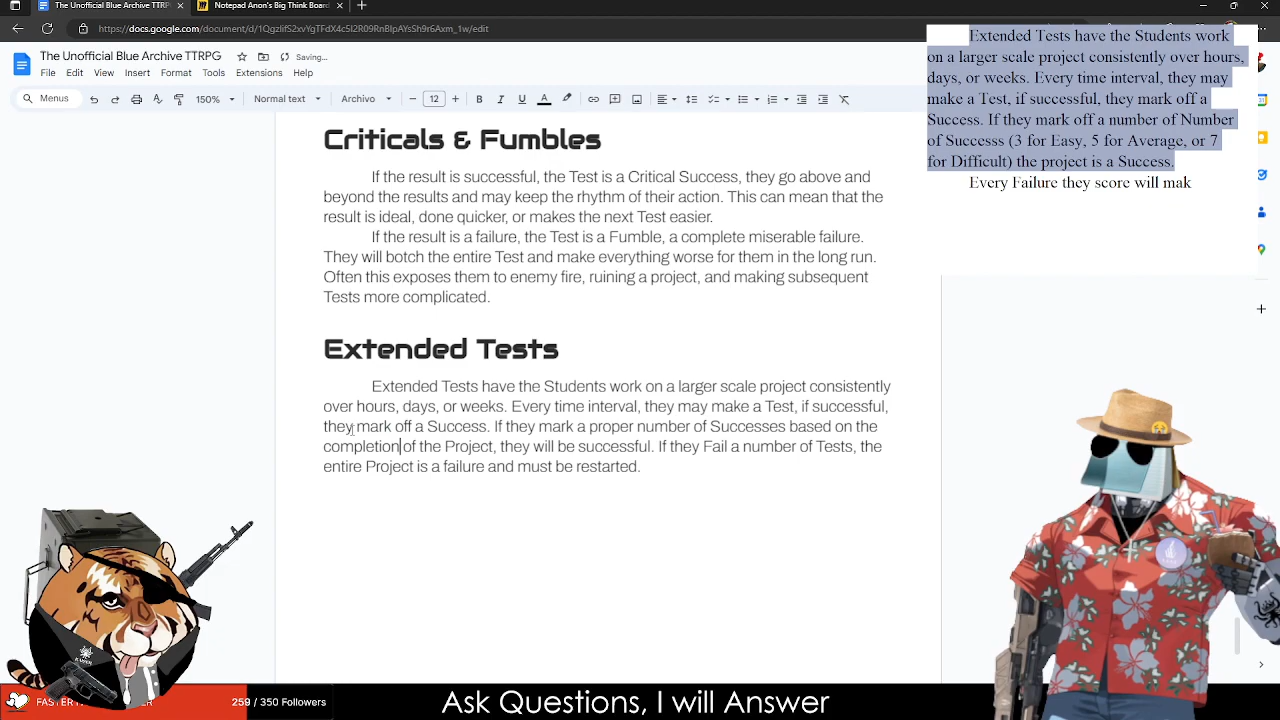 The Unofficial Blue Archive TTRPG
Notepad Anon's Big Think Board
https://docs.google.com/document/d/1QgzlifS2xvYgTFdX4c5I2R09RnBlpAYsSh9r6Axm_1w/edit
The Unofficial Blue Archive TTRPG
Saving...
File Edit View Insert Format Tools Extensions Help
Menus
150%
Normal text
Archivo
12
B I U A
Criticals & Fumbles
If the result is successful, the Test is a Critical Success, they go above and
beyond the results and may keep the rhythm of their action. This can mean that the
result is ideal, done quicker, or makes the next Test easier.
If the result is a failure, the Test is a Fumble, a complete miserable failure.
They will botch the entire Test and make everything worse for them in the long run.
Often this exposes them to enemy fire, ruining a project, and making subsequent
Tests more complicated.
Extended Tests
Extended Tests have the Students work on a larger scale project consistently
over hours, days, or weeks. Every time interval, they may make a Test, if successful,
they mark off a Success. If they mark a proper number of Successes based on the
completion of the Project, they will be successful. If they Fail a number of Tests, the
entire Project is a failure and must be restarted.
Extended Tests have the Students work
on a larger scale project consistently over hours,
days, or weeks. Every time interval, they may
make a Test, if successful, they mark off a
Success. If they mark off a number of Number
of Successs (3 for Easy, 5 for Average, or 7
for Difficult) the project is a Success.
Every Failure they score will mak
259 / 350 Followers
Ask Questions, I will Answer